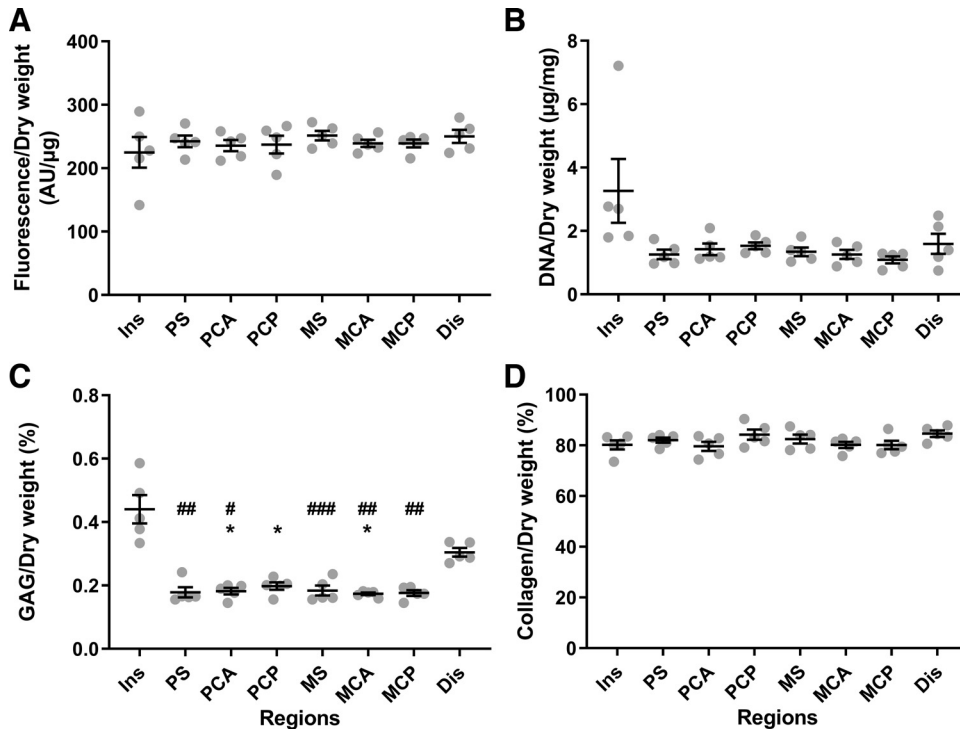 A
Fluorescence/Dry weight
(AU/µg)
400
300
200
100
0
Ins PS PCA PCP MS MCA MCP Dis
B
DNA/Dry weight (µg/mg)
8
6
4
2
0
Ins PS PCA PCP MS MCA MCP Dis
C
GAG/Dry weight (%)
0.8
0.6
0.4
0.2
0.0
## # ### ## ##
* * *
Ins PS PCA PCP MS MCA MCP Dis
Regions
D
Collagen/Dry weight (%)
100
80
60
40
20
0
Ins PS PCA PCP MS MCA MCP Dis
Regions